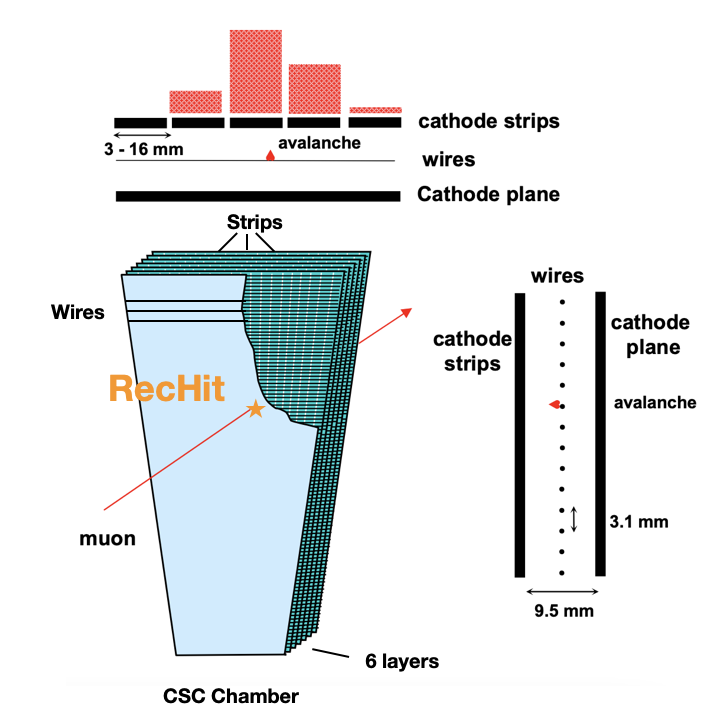 cathode strips
3 - 16 mm
avalanche
wires
Cathode plane
Strips
Wires
RecHit
muon
6 layers
CSC Chamber
wires
cathode
strips
cathode
plane
avalanche
3.1 mm
9.5 mm